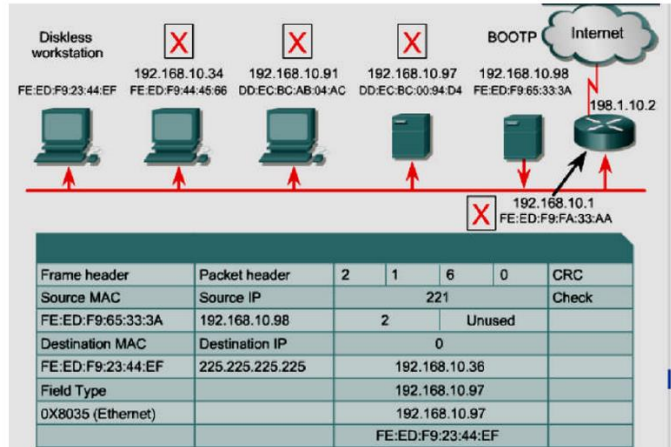 Diskless
workstation
BOOTP
Internet
192.168.10.34
192.168.10.91
192.168.10.97
192.168.10.98
FE:ED:F9:23:44:EF
FE:ED:F9:44:45:66
DD:EC:BC:AB:04:AC
DD:EC:BC:00:94:D4
FE:ED:F9:65:33:3A
198.1.10.2
192.168.10.1
FE:ED:F9:FA:33:AA
Frame header Packet header 2 1 6 0 CRC
Source MAC Source IP 221 Check
FE:ED:F9:65:33:3A 192.168.10.98 2 Unused
Destination MAC Destination IP 0
FE:ED:F9:23:44:EF 225.225.225.225 192.168.10.36
Field Type 192.168.10.97
0X8035 (Ethernet) 192.168.10.97
FE:ED:F9:23:44:EF